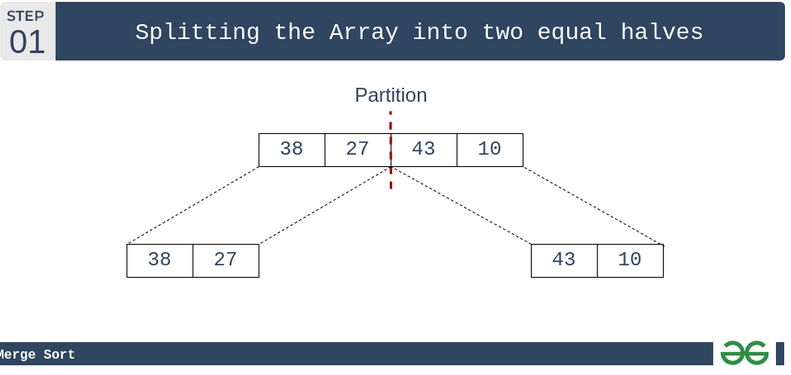 STEP
01
Splitting the Array into two equal halves
Partition
38 27 43 10
38 27 43 10
Merge Sort